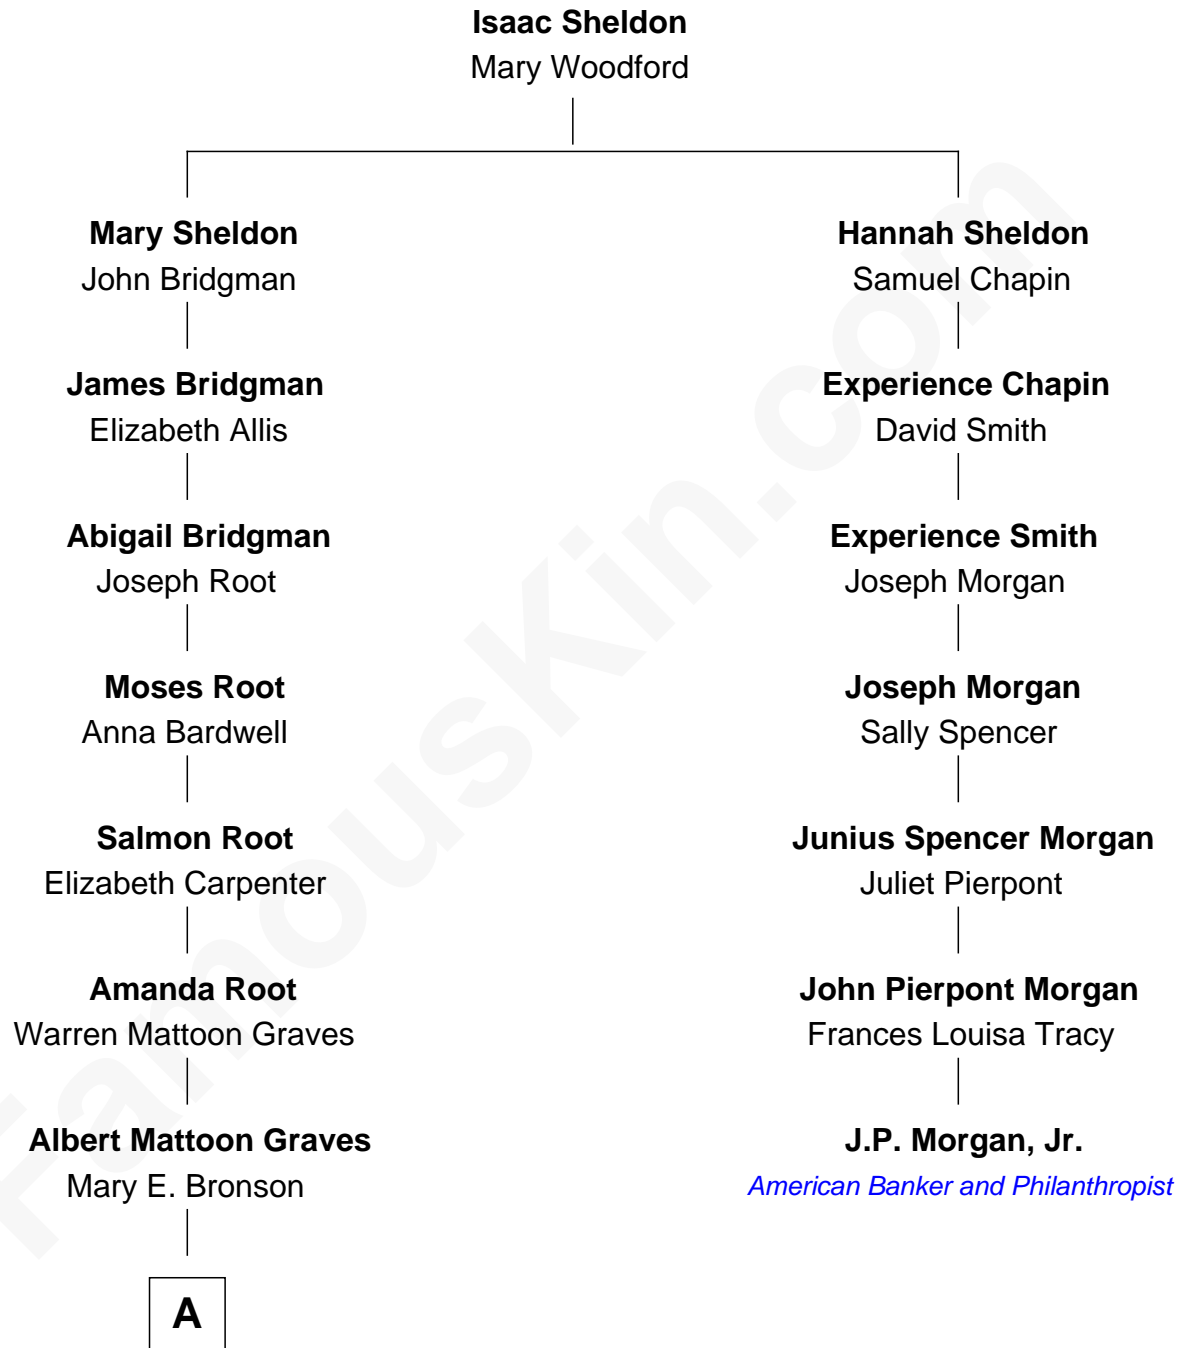 Isaac Sheldon
Mary Woodford
Mary Sheldon
John Bridgman
Hannah Sheldon
Samuel Chapin
James Bridgman
Elizabeth Allis
Experience Chapin
David Smith
Abigail Bridgman
Joseph Root
Experience Smith
Joseph Morgan
Moses Root
Anna Bardwell
Joseph Morgan
Sally Spencer
Salmon Root
Elizabeth Carpenter
Junius Spencer Morgan
Juliet Pierpont
Amanda Root
Warren Mattoon Graves
John Pierpont Morgan
Frances Louisa Tracy
Albert Mattoon Graves
Mary E. Bronson
J.P. Morgan, Jr.
American Banker and Philanthropist
A
FamousKin.com